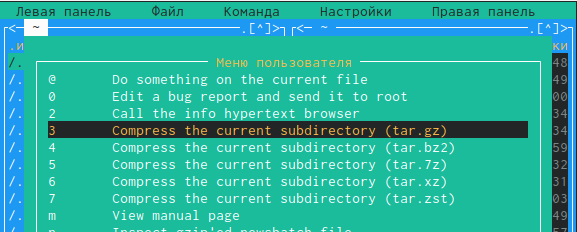 Левая панель Файл Команда Настройки Правая панель
~ .[^]> < ~ .[^]>
.и ки
/. Меню пользователя 48
/. @ Do something on the current file 49
/. 0 Edit a bug report and send it to root 00
/. 2 Call the info hypertext browser 34
/. 3 Compress the current subdirectory (tar.gz) 34
/. 4 Compress the current subdirectory (tar.bz2) 59
/. 5 Compress the current subdirectory (tar.7z) 32
/. 6 Compress the current subdirectory (tar.xz) 31
/. 7 Compress the current subdirectory (tar.zst) 03
/. m View manual page 49
/. n Inspect gzip'ed newsbatch file 57